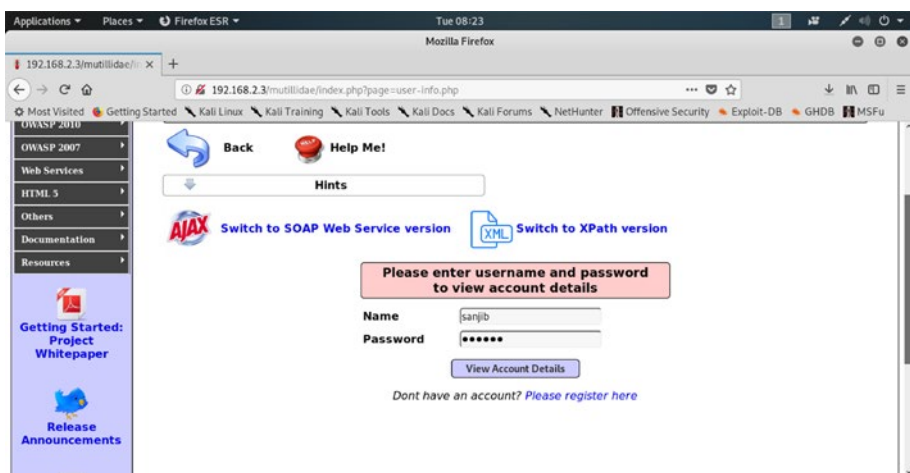 Applications Places Firefox ESR Tue 08:23 1
Mozilla Firefox
192.168.2.3/mutillidae/in × +
192.168.2.3/mutillidae/index.php?page=user-info.php
Most Visited Getting Started Kali Linux Kali Training Kali Tools Kali Docs Kali Forums NetHunter Offensive Security Exploit-DB GHDB MSFu
OWASP 2010
OWASP 2007
Web Services
HTML 5
Others
Documentation
Resources
Getting Started:
Project
Whitepaper
Release
Announcements
Back HELP Help Me!
Hints
AJAX Switch to SOAP Web Service version XML Switch to XPath version
Please enter username and password
to view account details
Name sanjib
Password ••••••
View Account Details
Dont have an account? Please register here